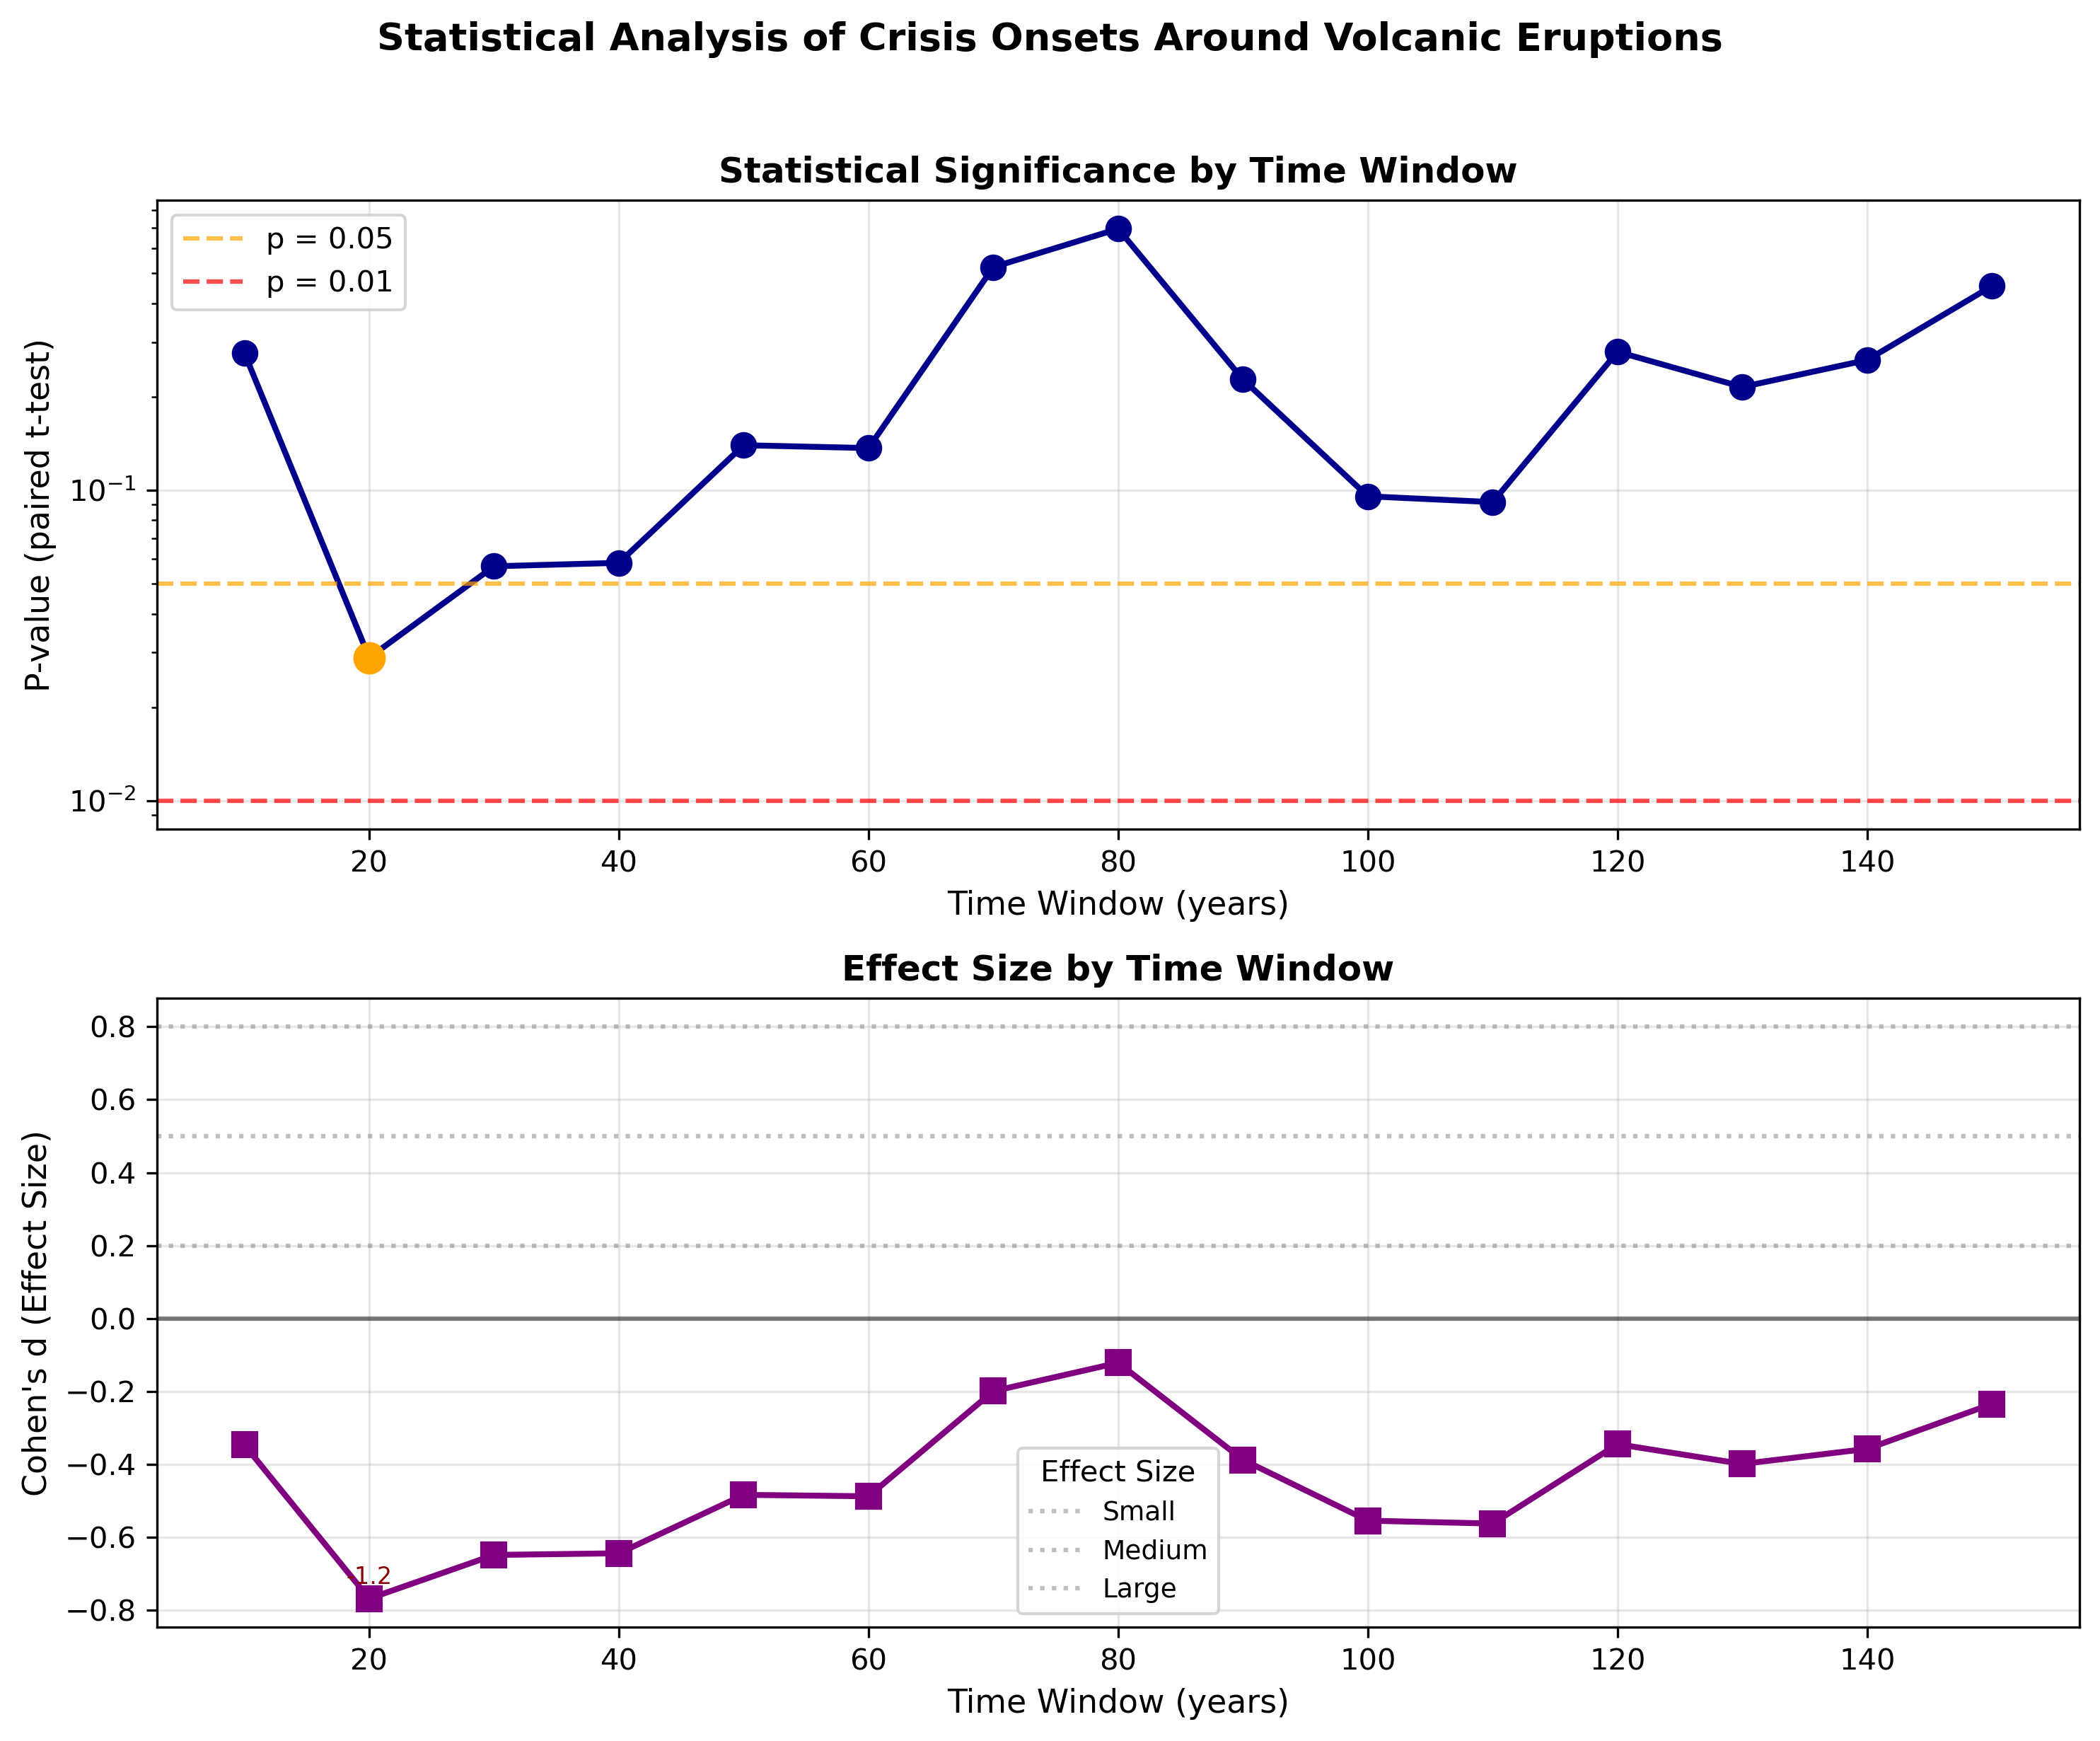 Statistical Analysis of Crisis Onsets Around Volcanic Eruptions
Statistical Significance by Time Window
p = 0.05
p = 0.01
P-value (paired t-test)
10⁻¹
10⁻²
20 40 60 80 100 120 140
Time Window (years)
Effect Size by Time Window
Cohen's d (Effect Size)
0.8
0.6
0.4
0.2
0.0
−0.2
−0.4
−0.6
−0.8
1.2
Effect Size
Small
Medium
Large
20 40 60 80 100 120 140
Time Window (years)